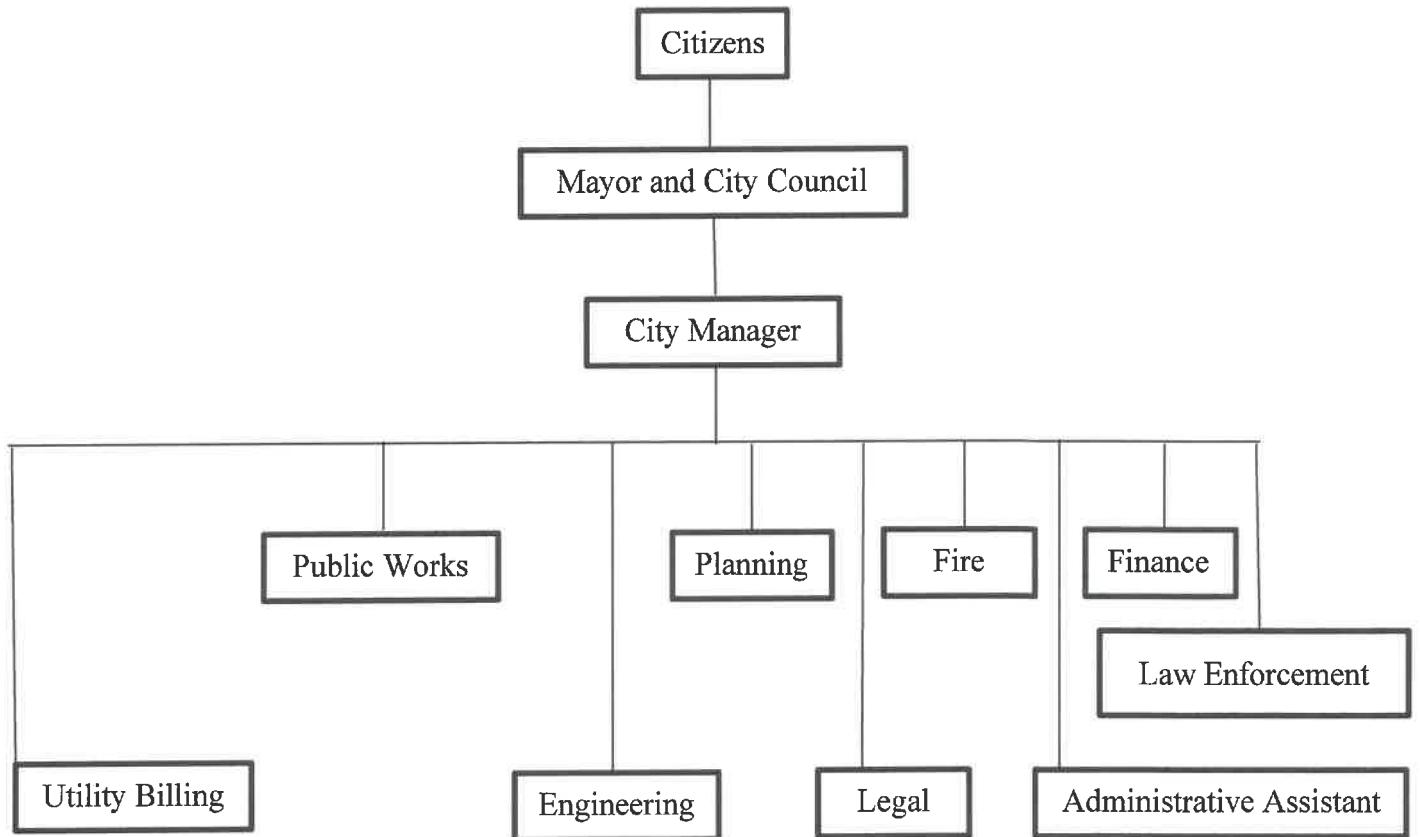 Citizens
Mayor and City Council
City Manager
Public Works
Planning
Fire
Finance
Law Enforcement
Utility Billing
Engineering
Legal
Administrative Assistant